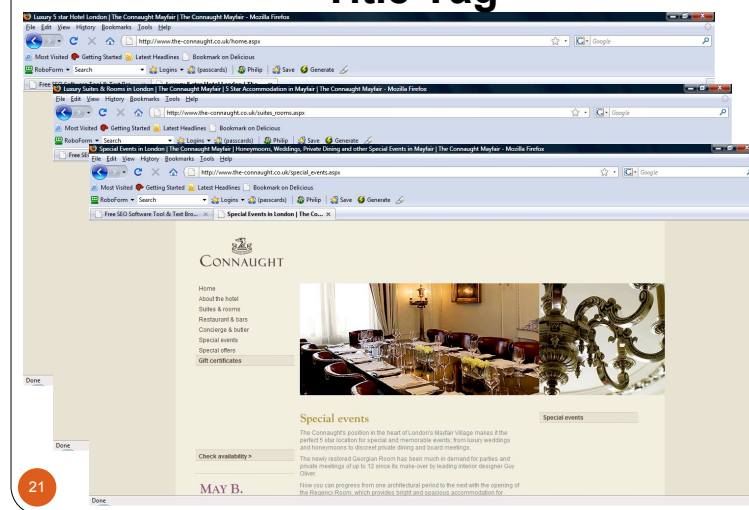 Title Tag
Luxury 5 star Hotel London | The Connaught Mayfair | The Connaught Mayfair - Mozilla Firefox
File Edit View History Bookmarks Tools Help
http://www.the-connaught.co.uk/home.aspx
Google
Most Visited Getting Started Latest Headlines Bookmark on Delicious
RoboForm Search Logins (passcards) Philip Save Generate
Luxury Suites & Rooms in London | The Connaught Mayfair | 5 Star Accommodation in Mayfair | The Connaught Mayfair - Mozilla Firefox
File Edit View History Bookmarks Tools Help
http://www.the-connaught.co.uk/suites_rooms.aspx
Google
Most Visited Getting Started Latest Headlines Bookmark on Delicious
RoboForm Search Logins (passcards) Philip Save Generate
Special Events in London | The Connaught Mayfair | Honeymoons, Weddings, Private Dining and other Special Events in Mayfair | The Connaught Mayfair - Mozilla Firefox
File Edit View History Bookmarks Tools Help
http://www.the-connaught.co.uk/special_events.aspx
Google
Most Visited Getting Started Latest Headlines Bookmark on Delicious
RoboForm Search Logins (passcards) Philip Save Generate
Free SEO Software Tool & Text Bro... Special Events in London | The Co...
CONNAUGHT
Home
About the hotel
Suites & rooms
Restaurant & bars
Concierge & butler
Special events
Special offers
Gift certificates
Special events
Special events
The Connaught's position in the heart of London's Mayfair Village makes it the
perfect 5 star location for special and memorable events; from luxury weddings
and honeymoons to discreet private dining and board meetings.
Check availability >
The newly restored Georgian Room has been much in demand for parties and
private meetings of up to 12 since its make-over by leading interior designer Guy
Oliver.
MAY B.
Now you can progress from one architectural period to the next with the opening of
the Regency Room, which provides bright and spacious accommodation for
Done
Done
Done
21